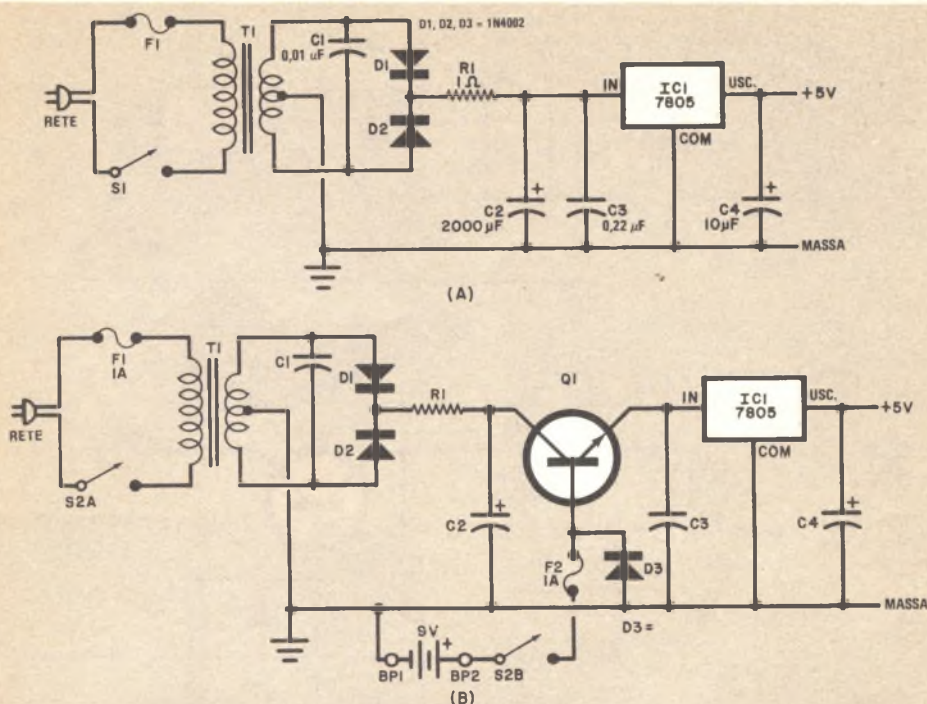 D1, D2, D3 = 1N4002
F1
T1
C1
0,01 µF
D1
R1
1 Ω
IN
IC1
7805
USC.
+5V
RETE
D2
COM
S1
C2
2000 µF
C3
0,22 µF
C4
10µF
MASSA
(A)
F1
1A
T1
C1
D1
Q1
R1
IN
IC1
7805
USC.
+5V
RETE
D2
COM
S2A
C2
C3
C4
F2
1A
D3
MASSA
D3 =
9V
+
BP1
BP2
S2B
(B)